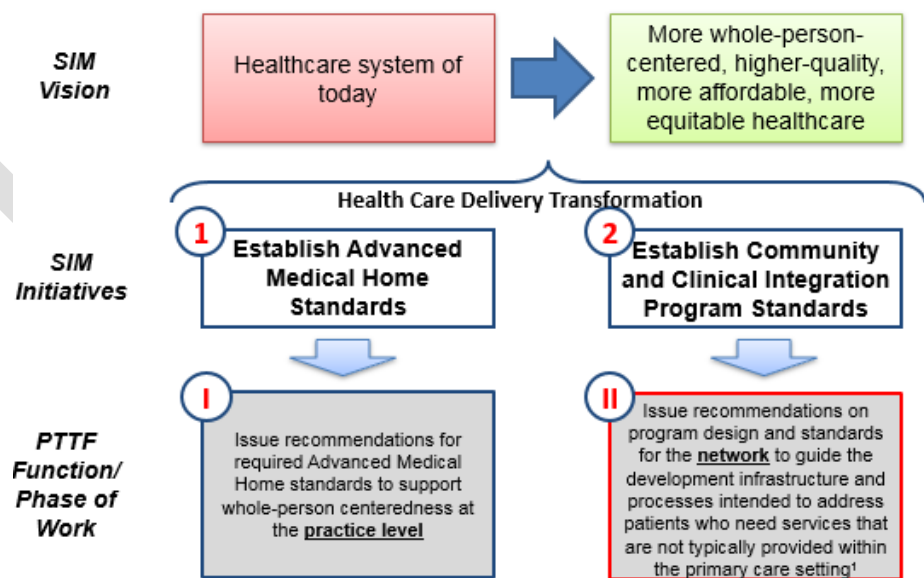 SIM
Vision
Healthcare system of
today
More whole-person-
centered, higher-quality,
more affordable, more
equitable healthcare
Health Care Delivery Transformation
SIM
Initiatives
1
Establish Advanced
Medical Home
Standards
2
Establish Community
and Clinical Integration
Program Standards
PTTF
Function/
Phase of
Work
I
Issue recommendations for
required Advanced Medical
Home standards to support
whole-person centeredness at
the practice level
II
Issue recommendations on
program design and standards
for the network to guide the
development infrastructure and
processes intended to address
patients who need services that
are not typically provided within
the primary care setting¹